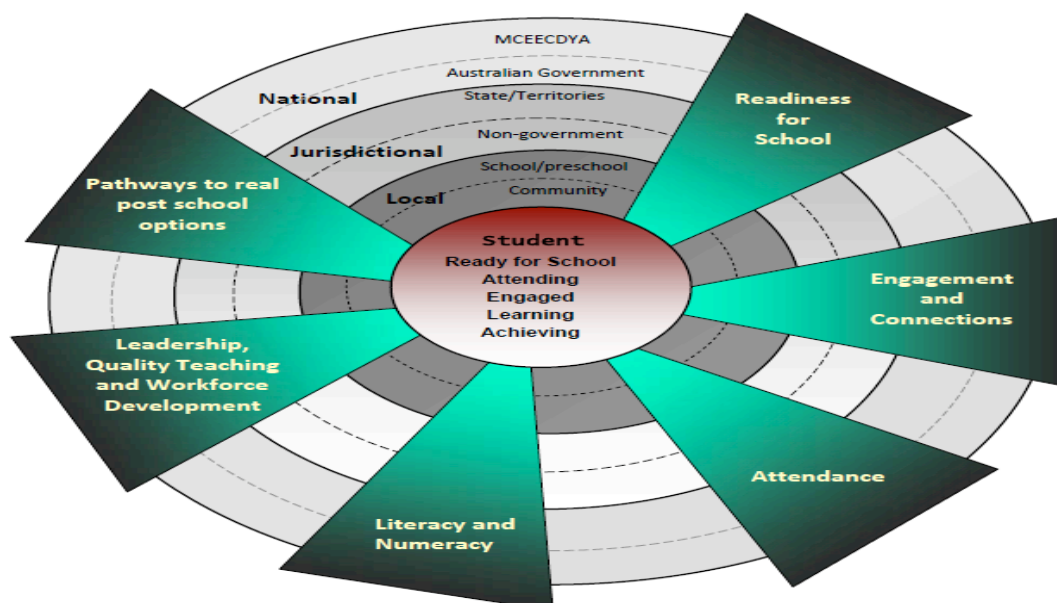 MCEECDYA
Australian Government
National
State/Territories
Non-government
Jurisdictional
School/preschool
Community
Local
Readiness
for
School
Pathways to real
post school
options
Student
Ready for School
Attending
Engaged
Learning
Achieving
Engagement
and
Connections
Leadership,
Quality Teaching
and Workforce
Development
Attendance
Literacy and
Numeracy